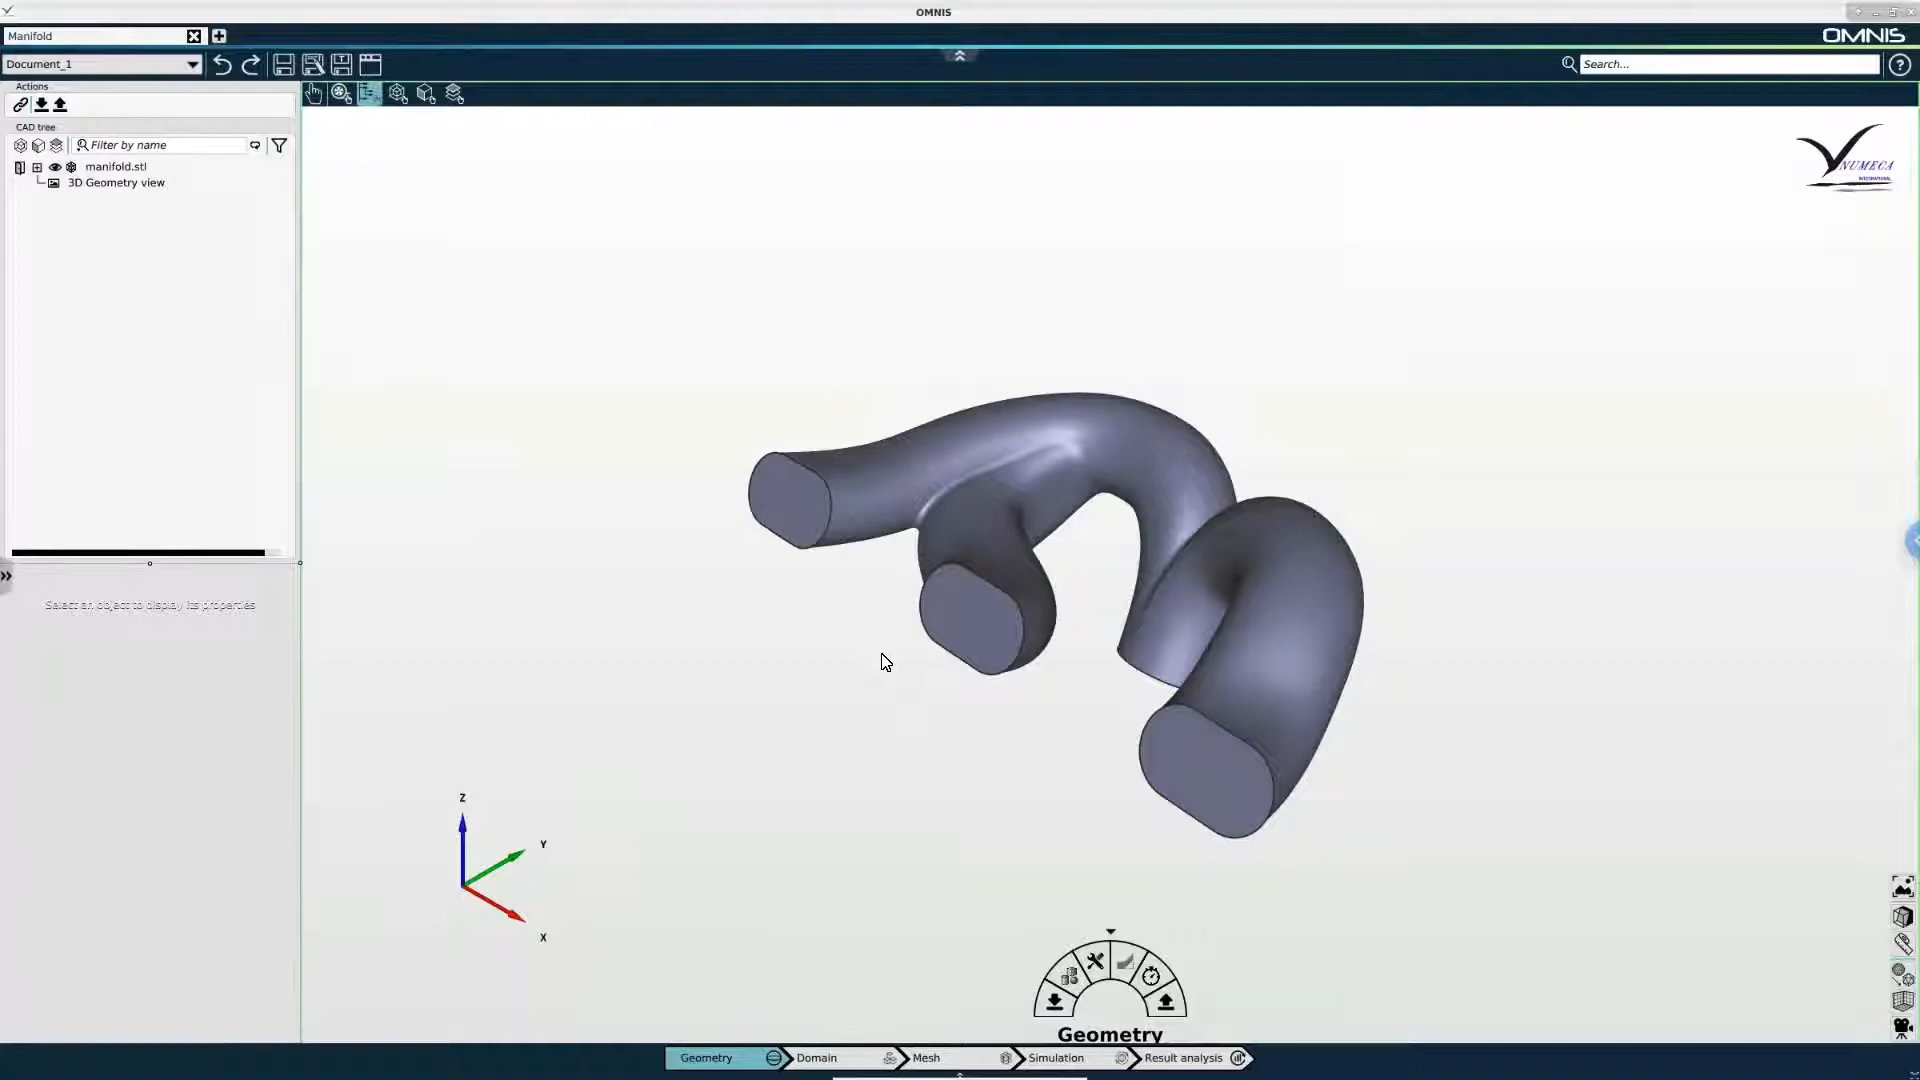 OMNIS
Manifold
OMNIS
Document_1
Search...
?
Actions
CAD tree
Filter by name
manifold.stl
3D Geometry view
NUMECA
INTERNATIONAL
Select an object to display its properties
Z
Y
X
Geometry
Geometry
Domain
Mesh
Simulation
Result analysis